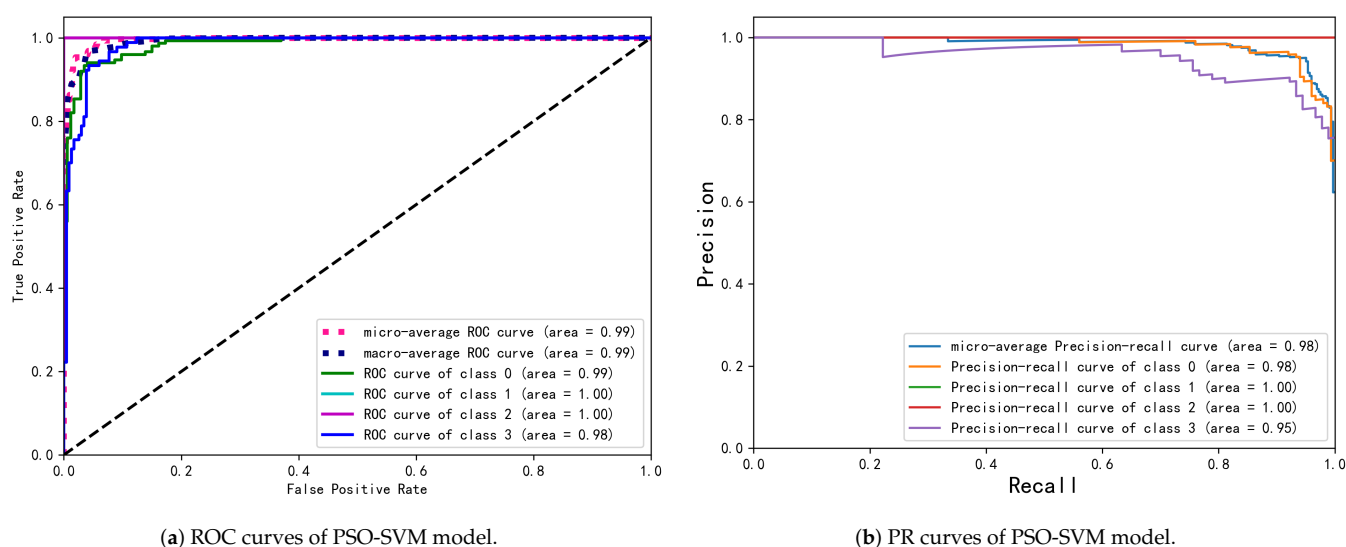 1.0
0.8
0.6
0.4
0.2
0.0
True Positive Rate
micro-average ROC curve (area = 0.99)
macro-average ROC curve (area = 0.99)
ROC curve of class 0 (area = 0.99)
ROC curve of class 1 (area = 1.00)
ROC curve of class 2 (area = 1.00)
ROC curve of class 3 (area = 0.98)
0.0 0.2 0.4 0.6 0.8 1.0
False Positive Rate
(a) ROC curves of PSO-SVM model.
1.0
0.8
0.6
0.4
0.2
0.0
Precision
micro-average Precision-recall curve (area = 0.98)
Precision-recall curve of class 0 (area = 0.98)
Precision-recall curve of class 1 (area = 1.00)
Precision-recall curve of class 2 (area = 1.00)
Precision-recall curve of class 3 (area = 0.95)
0.0 0.2 0.4 0.6 0.8 1.0
Recall
(b) PR curves of PSO-SVM model.